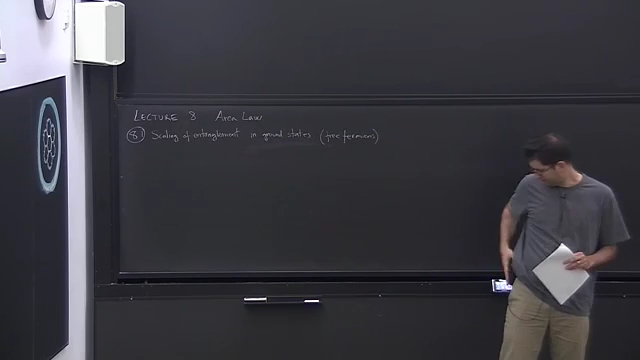 LECTURE 8 Area Law
8.1 Scaling of entanglement in ground states (free fermions)